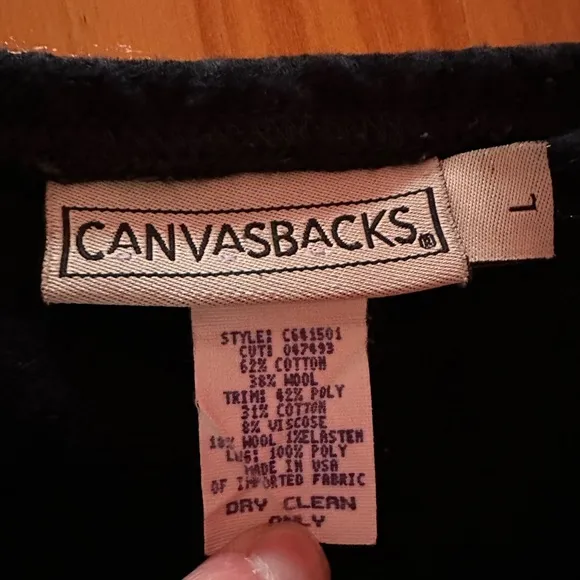 CANVASBACKS®
L
STYLE: C641501
CUT: 047493
62% COTTON
38% WOOL
TRIM: 42% POLY
31% COTTON
8% VISCOSE
18% WOOL 1%ELASTEN
LNG: 100% POLY
MADE IN USA
OF IMPORTED FABRIC
DRY CLEAN
ONLY